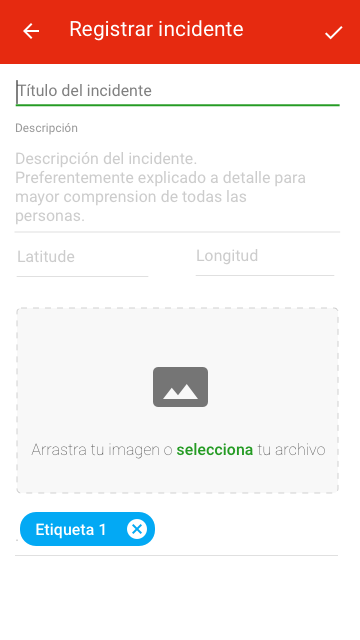 Registrar incidente
Título del incidente
Descripción
Descripción del incidente.
Preferentemente explicado a detalle para
mayor comprension de todas las
personas.
Latitude
Longitud
Arrastra tu imagen o selecciona tu archivo
Etiqueta 1